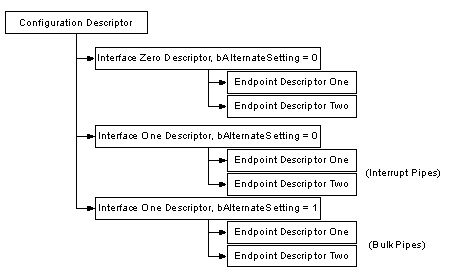 Configuration Descriptor
Interface Zero Descriptor, bAlternateSetting = 0
Endpoint Descriptor One
Endpoint Descriptor Two
Interface One Descriptor, bAlternateSetting = 0
Endpoint Descriptor One
Endpoint Descriptor Two
(Interrupt Pipes)
Interface One Descriptor, bAlternateSetting = 1
Endpoint Descriptor One
(Bulk Pipes)
Endpoint Descriptor Two